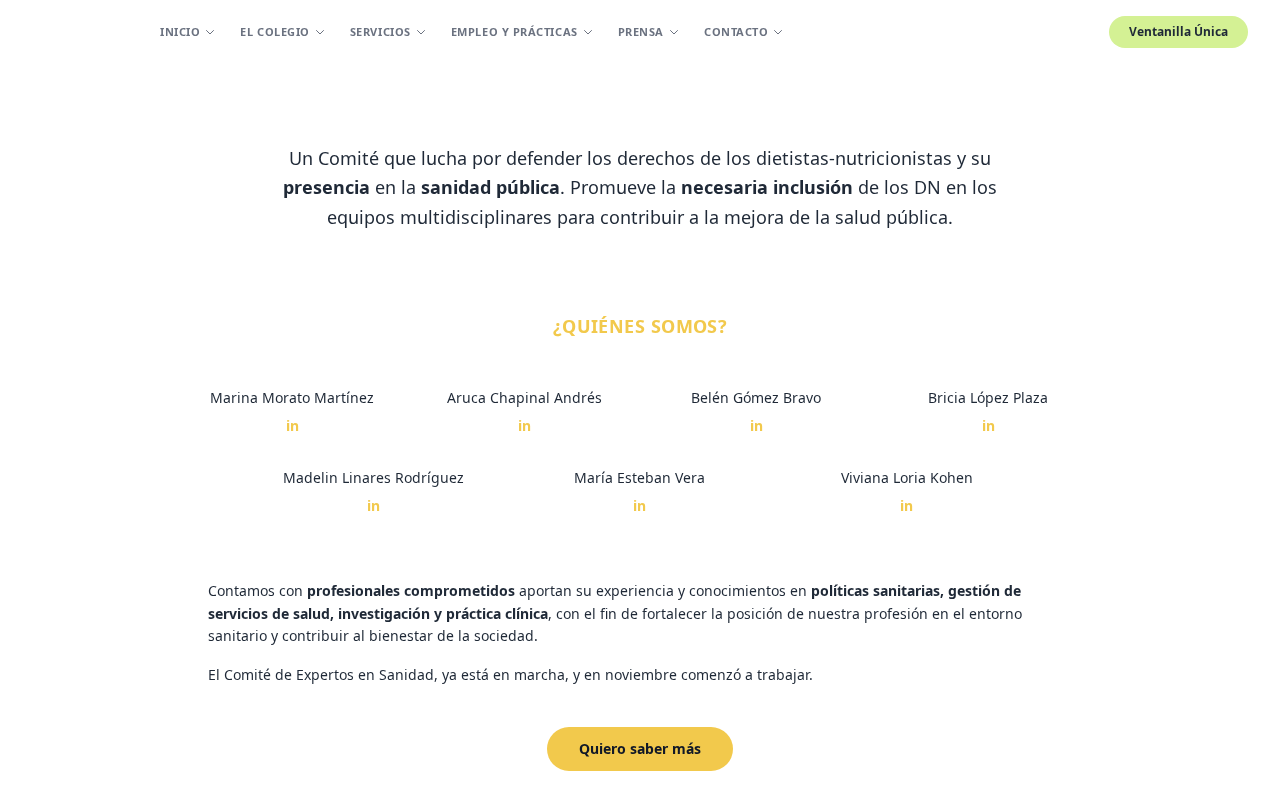 INICIO EL COLEGIO SERVICIOS EMPLEO Y PRÁCTICAS PRENSA CONTACTO Ventanilla Única
Un Comité que lucha por defender los derechos de los dietistas-nutricionistas y su
presencia en la sanidad pública. Promueve la necesaria inclusión de los DN en los
equipos multidisciplinares para contribuir a la mejora de la salud pública.
¿QUIÉNES SOMOS?
Marina Morato Martínez Aruca Chapinal Andrés Belén Gómez Bravo Bricia López Plaza
in in in in
Madelin Linares Rodríguez María Esteban Vera Viviana Loria Kohen
in in in
Contamos con profesionales comprometidos aportan su experiencia y conocimientos en políticas sanitarias, gestión de
servicios de salud, investigación y práctica clínica, con el fin de fortalecer la posición de nuestra profesión en el entorno
sanitario y contribuir al bienestar de la sociedad.
El Comité de Expertos en Sanidad, ya está en marcha, y en noviembre comenzó a trabajar.
Quiero saber más